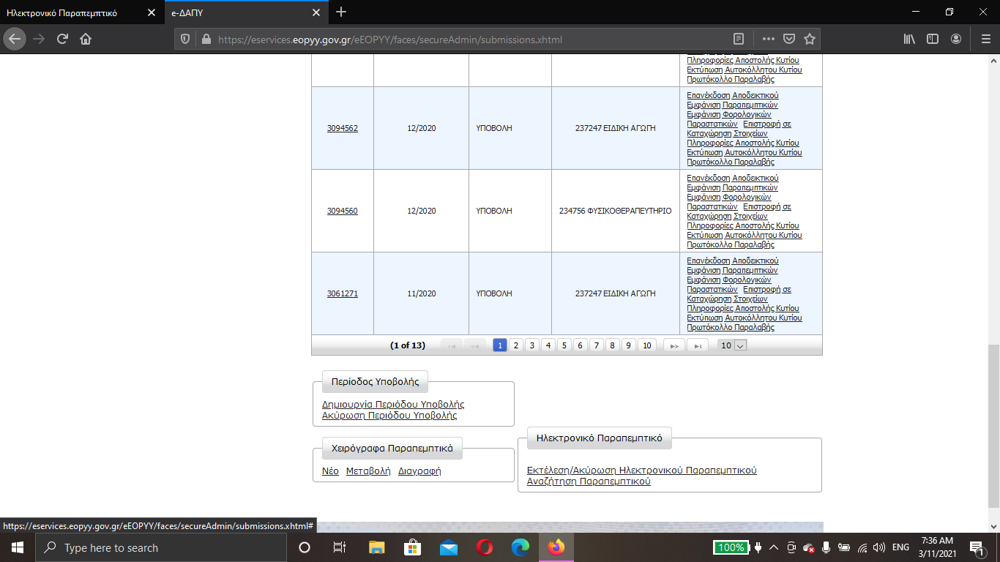 Ηλεκτρονικό Παραπεμπτικό
e-ΔΑΠΥ
https://eservices.eopyy.gov.gr/eEOPYY/faces/secureAdmin/submissions.xhtml
Πληροφορίες Αποστολής Κυτίου
Εκτύπωση Αυτοκόλλητου Κυτίου
Πρωτόκολλο Παραλαβής
3094562
12/2020
ΥΠΟΒΟΛΗ
237247 ΕΙΔΙΚΗ ΑΓΩΓΗ
Επανέκδοση Αποδεικτικού
Εμφάνιση Παραπεμπτικών
Εμφάνιση Φορολογικών
Παραστατικών Επιστροφή σε
Καταχώρηση Στοιχείων
Πληροφορίες Αποστολής Κυτίου
Εκτύπωση Αυτοκόλλητου Κυτίου
Πρωτόκολλο Παραλαβής
3094560
12/2020
ΥΠΟΒΟΛΗ
234756 ΦΥΣΙΚΟΘΕΡΑΠΕΥΤΗΡΙΟ
Επανέκδοση Αποδεικτικού
Εμφάνιση Παραπεμπτικών
Εμφάνιση Φορολογικών
Παραστατικών Επιστροφή σε
Καταχώρηση Στοιχείων
Πληροφορίες Αποστολής Κυτίου
Εκτύπωση Αυτοκόλλητου Κυτίου
Πρωτόκολλο Παραλαβής
3061271
11/2020
ΥΠΟΒΟΛΗ
237247 ΕΙΔΙΚΗ ΑΓΩΓΗ
Επανέκδοση Αποδεικτικού
Εμφάνιση Παραπεμπτικών
Εμφάνιση Φορολογικών
Παραστατικών Επιστροφή σε
Καταχώρηση Στοιχείων
Πληροφορίες Αποστολής Κυτίου
Εκτύπωση Αυτοκόλλητου Κυτίου
Πρωτόκολλο Παραλαβής
(1 of 13) 1 2 3 4 5 6 7 8 9 10 10
Περίοδος Υποβολής
Δημιουργία Περιόδου Υποβολής
Ακύρωση Περιόδου Υποβολής
Χειρόγραφα Παραπεμπτικά
Νέο Μεταβολή Διαγραφή
Ηλεκτρονικό Παραπεμπτικό
Εκτέλεση/Ακύρωση Ηλεκτρονικού Παραπεμπτικού
Αναζήτηση Παραπεμπτικού
https://eservices.eopyy.gov.gr/eEOPYY/faces/secureAdmin/submissions.xhtml#
Type here to search
100%
ENG
7:36 AM
3/11/2021
1